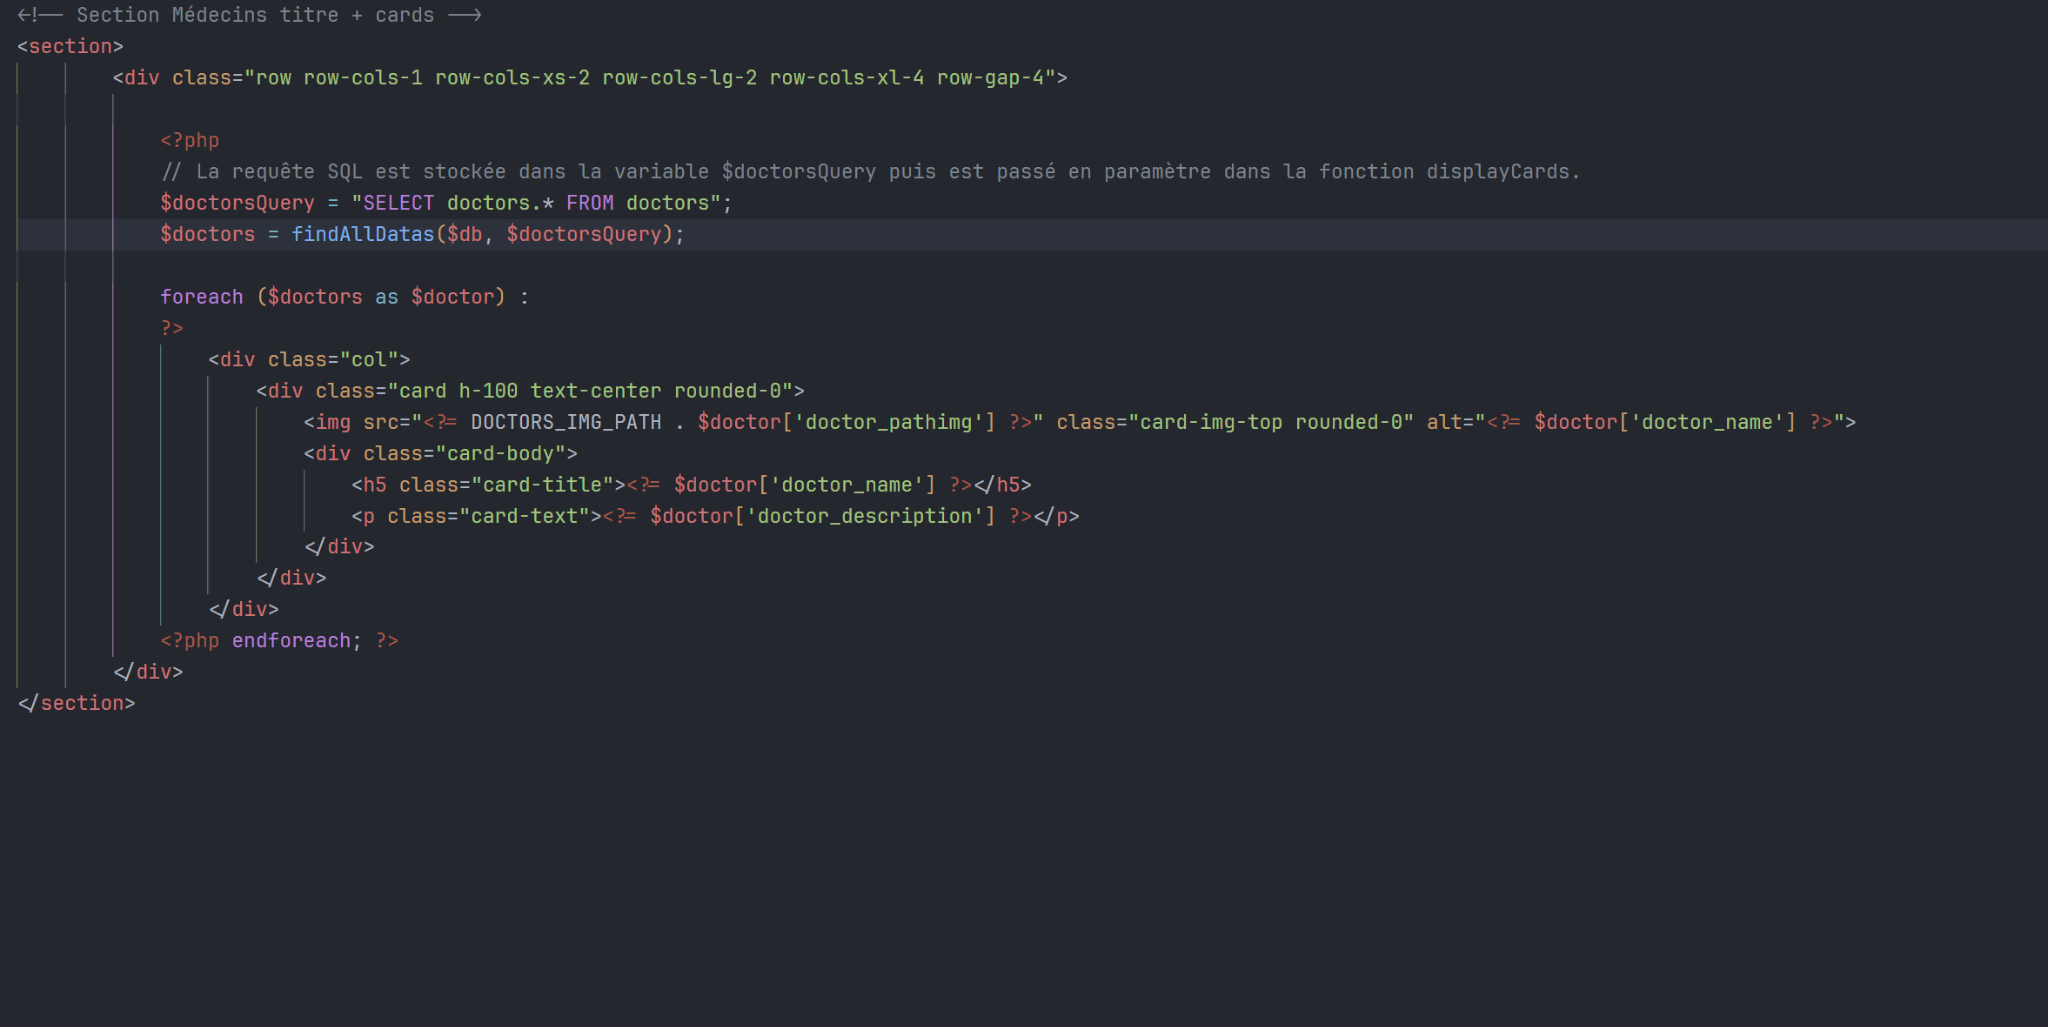 <!-- Section Médecins titre + cards -->
<section>
<div class="row row-cols-1 row-cols-xs-2 row-cols-lg-2 row-cols-xl-4 row-gap-4">
<?php
// La requête SQL est stockée dans la variable $doctorsQuery puis est passé en paramètre dans la fonction displayCards.
$doctorsQuery = "SELECT doctors.* FROM doctors";
$doctors = findAllDatas($db, $doctorsQuery);
foreach ($doctors as $doctor) :
?>
<div class="col">
<div class="card h-100 text-center rounded-0">
<img src="<?= DOCTORS_IMG_PATH . $doctor['doctor_pathimg'] ?>" class="card-img-top rounded-0" alt="<?= $doctor['doctor_name'] ?>">
<div class="card-body">
<h5 class="card-title"><?= $doctor['doctor_name'] ?></h5>
<p class="card-text"><?= $doctor['doctor_description'] ?></p>
</div>
</div>
</div>
<?php endforeach; ?>
</div>
</section>